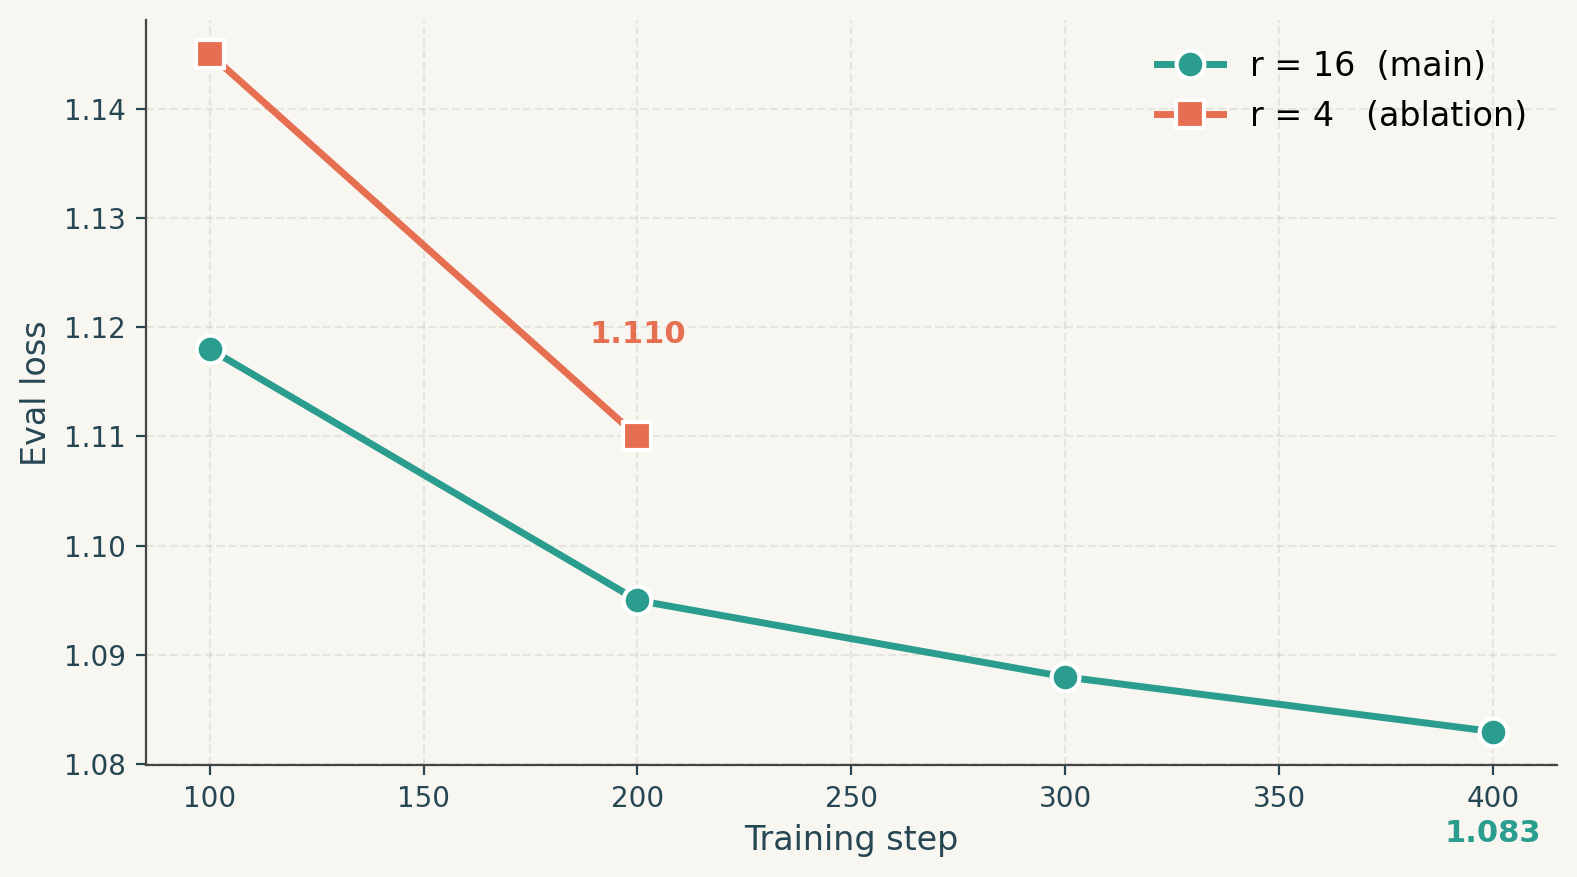 r = 16 (main)
r = 4 (ablation)
1.14
1.13
1.12
1.11
1.10
1.09
1.08
Eval loss
1.110
100 150 200 250 300 350 400
1.083
Training step